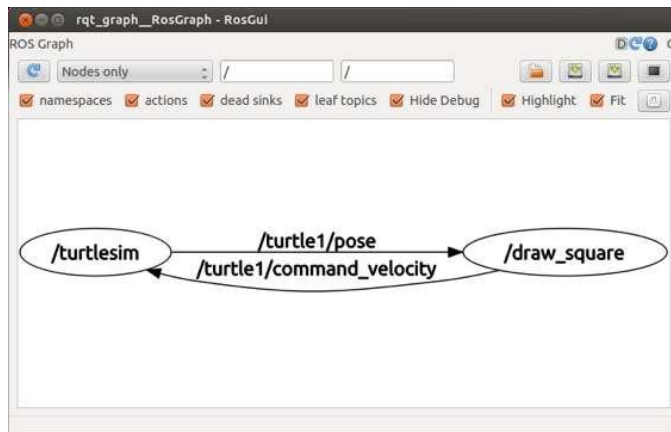 rqt_graph__RosGraph - RosGui
ROS Graph
D
Nodes only / /
namespaces actions dead sinks leaf topics Hide Debug Highlight Fit
/turtle1/pose
/turtlesim /draw_square
/turtle1/command_velocity